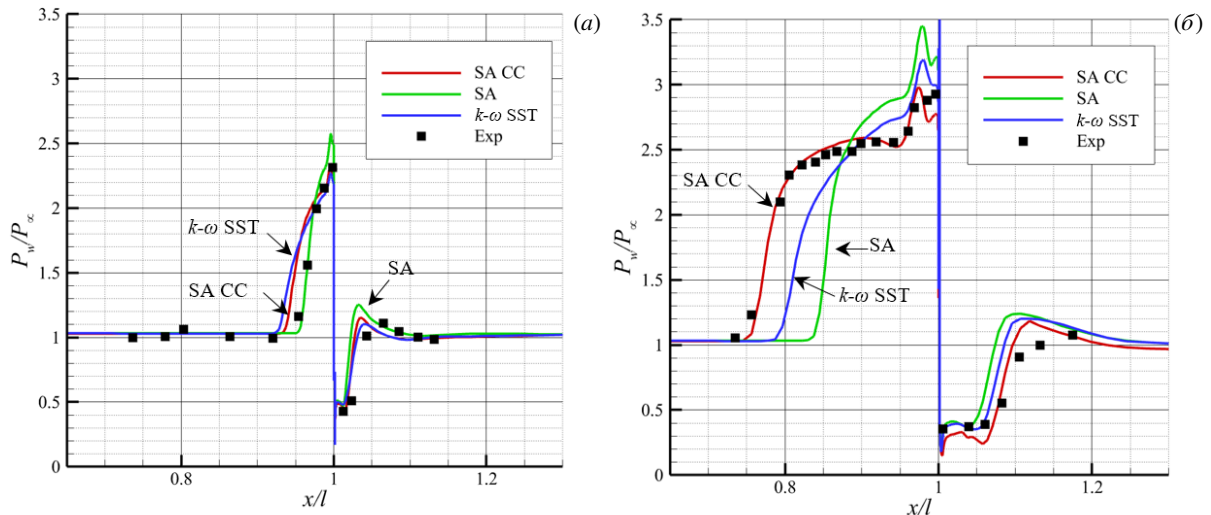 (а)
3.5
3
2.5
2
1.5
1
0.5
0
P_w/P_∞
SA CC
SA
k-ω SST
Exp
k-ω SST
SA CC
SA
0.8
1
1.2
x/l
(б)
3.5
3
2.5
2
1.5
1
0.5
0
P_w/P_∞
SA CC
SA
k-ω SST
Exp
SA CC
SA
k-ω SST
0.8
1
1.2
x/l